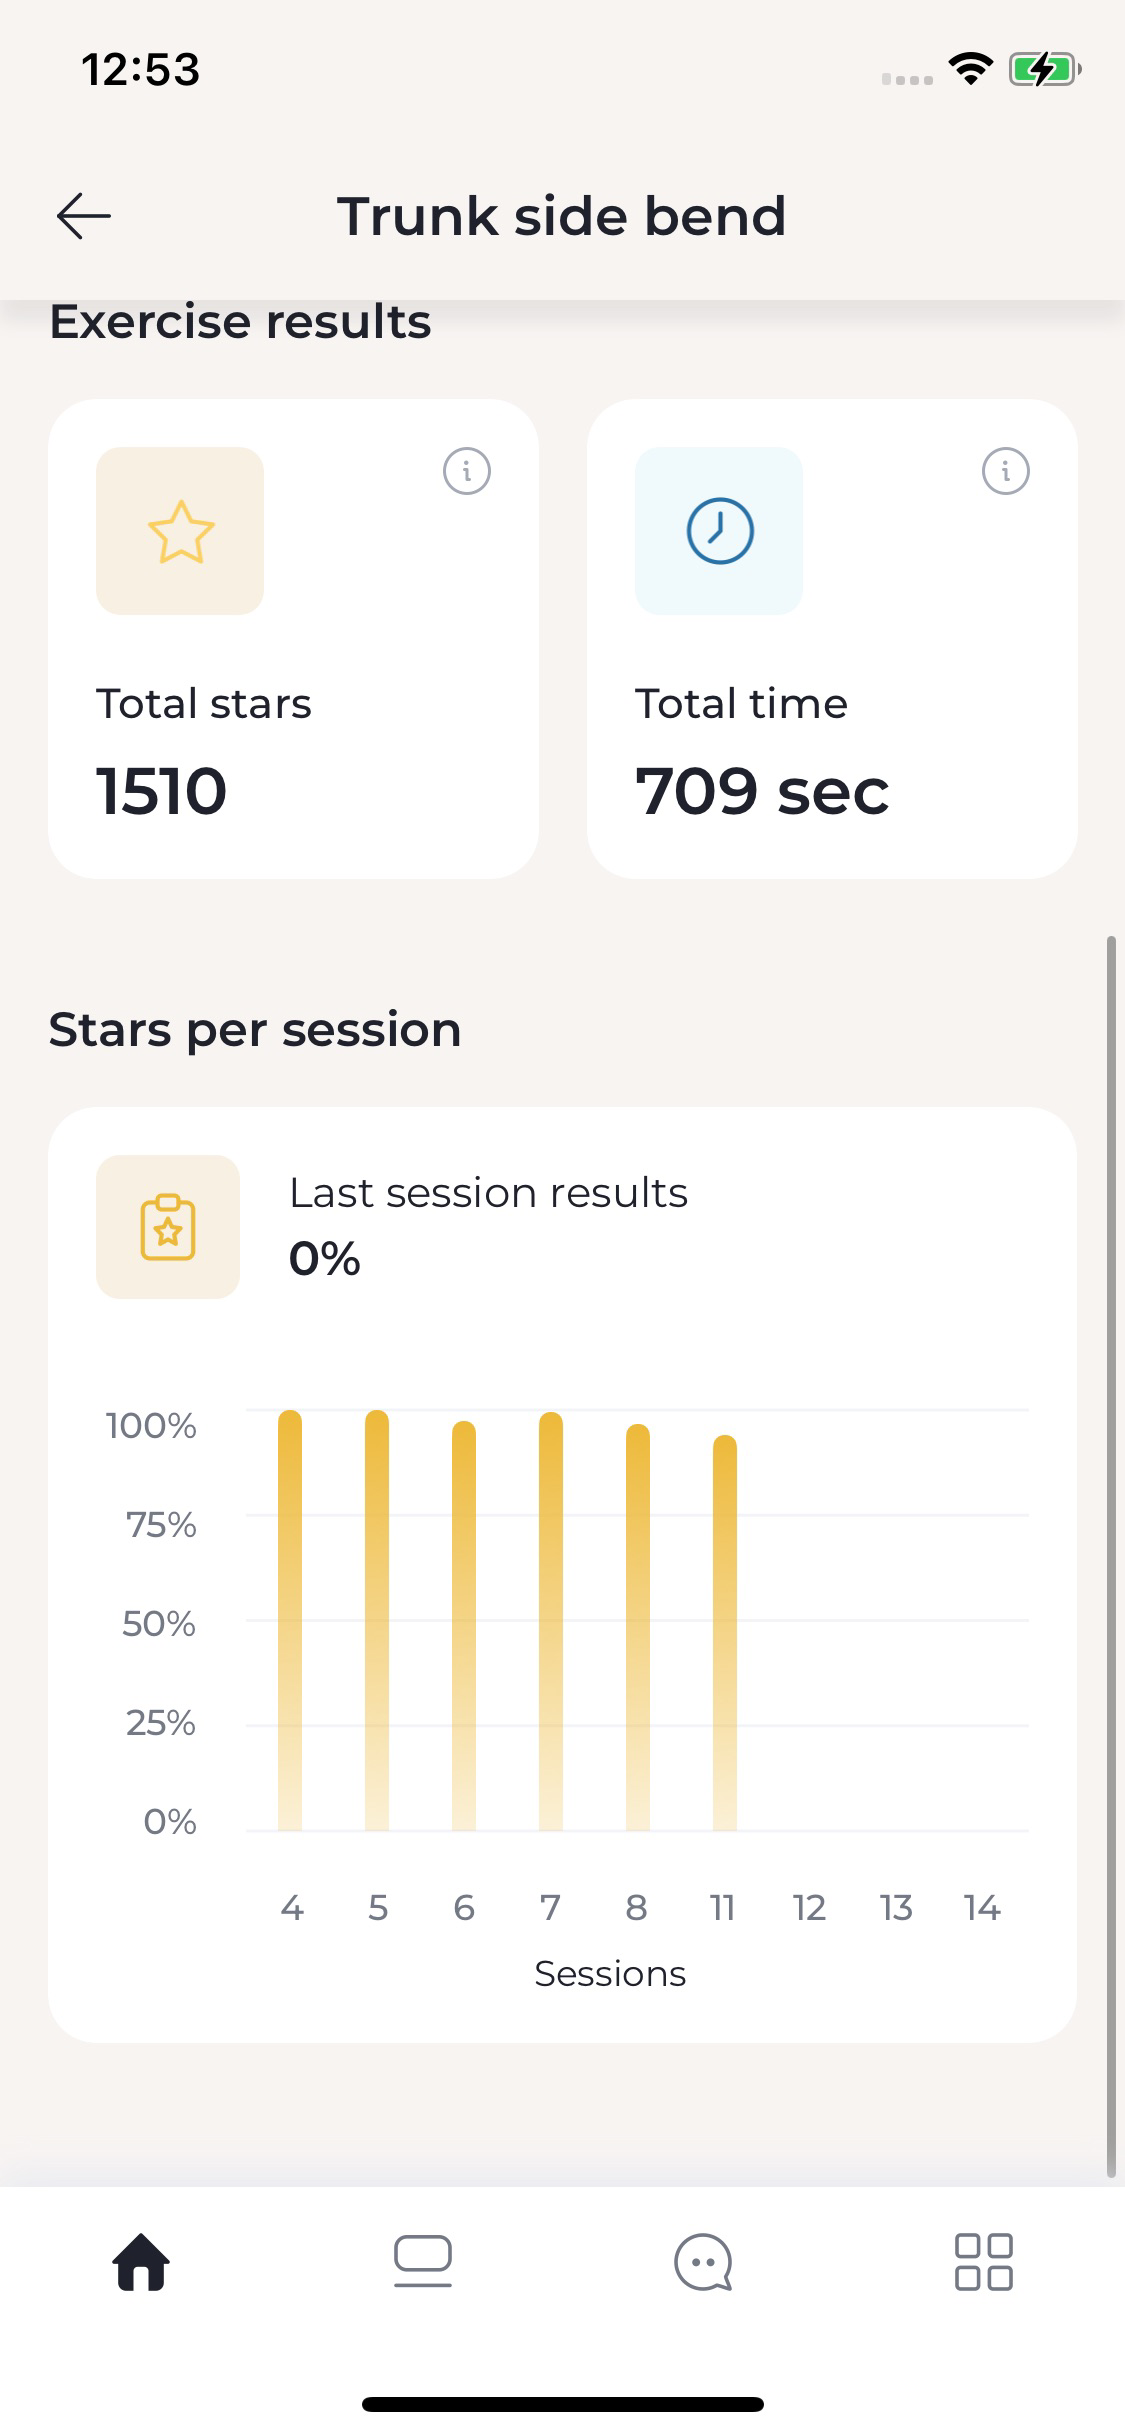 12:53
Trunk side bend
Exercise results
Total stars
1510
Total time
709 sec
Stars per session
Last session results
0%
100%
75%
50%
25%
0%
4 5 6 7 8 11 12 13 14
Sessions